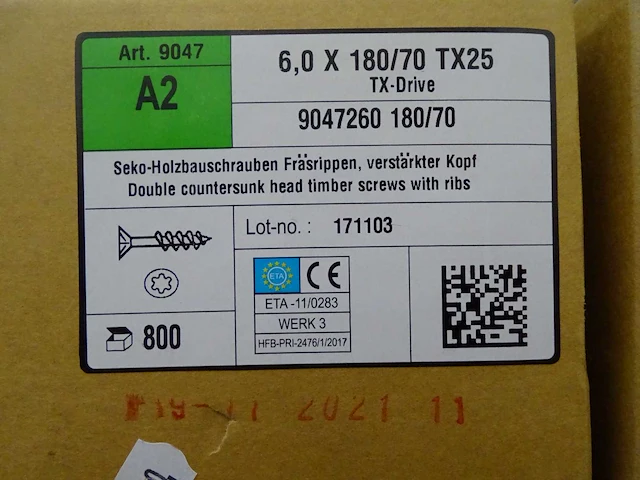 Art. 9047
A2
6,0 X 180/70 TX25
TX-Drive
9047260 180/70
Seko-Holzbauschrauben Fräsrippen, verstärkter Kopf
Double countersunk head timber screws with ribs
Lot-no. : 171103
ETA
CE
ETA -11/0283
WERK 3
HFB-PRI-2476/1/2017
800
2021 11